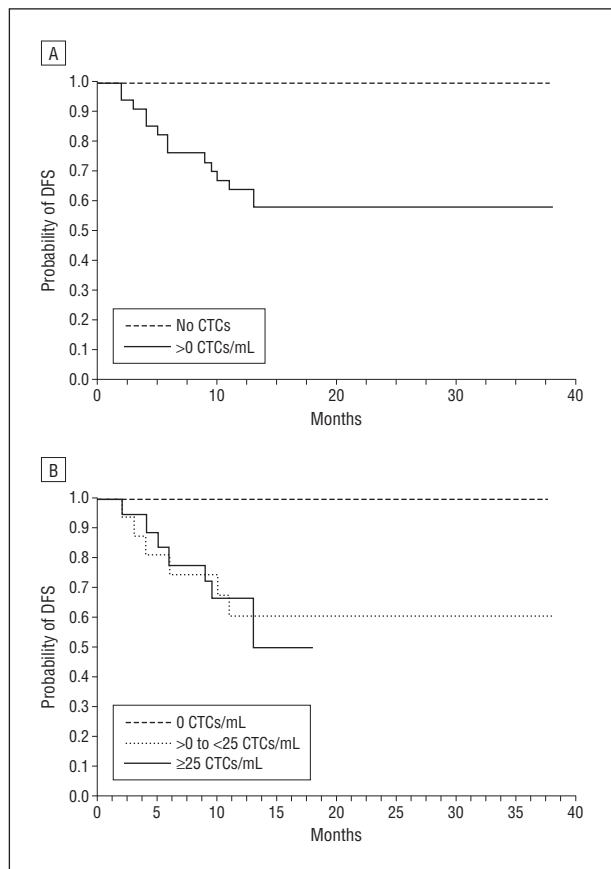 A
1.0
0.9
0.8
0.7
0.6
0.5
0.4
0.3
0.2
0.1
0.0
Probability of DFS
No CTCs
>0 CTCs/mL
0 10 20 30 40
Months
B
1.0
0.9
0.8
0.7
0.6
0.5
0.4
0.3
0.2
0.1
0.0
Probability of DFS
0 CTCs/mL
>0 to <25 CTCs/mL
≥25 CTCs/mL
0 5 10 15 20 25 30 35 40
Months